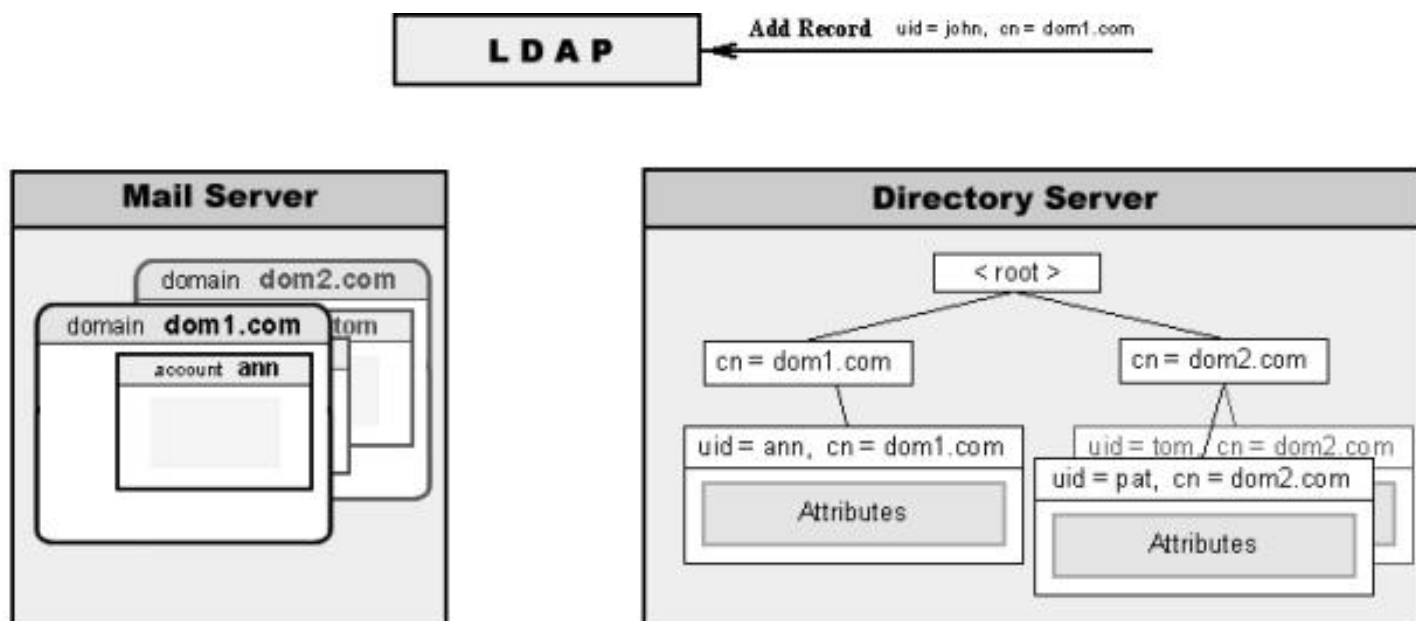 Add Record uid = john, cn = dom1.com
LDAP
Mail Server
domain dom2.com
tom
domain dom1.com
account ann
Directory Server
< root >
cn = dom1.com
cn = dom2.com
uid = ann, cn = dom1.com
Attributes
uid = tom, cn = dom2.com
uid = pat, cn = dom2.com
Attributes